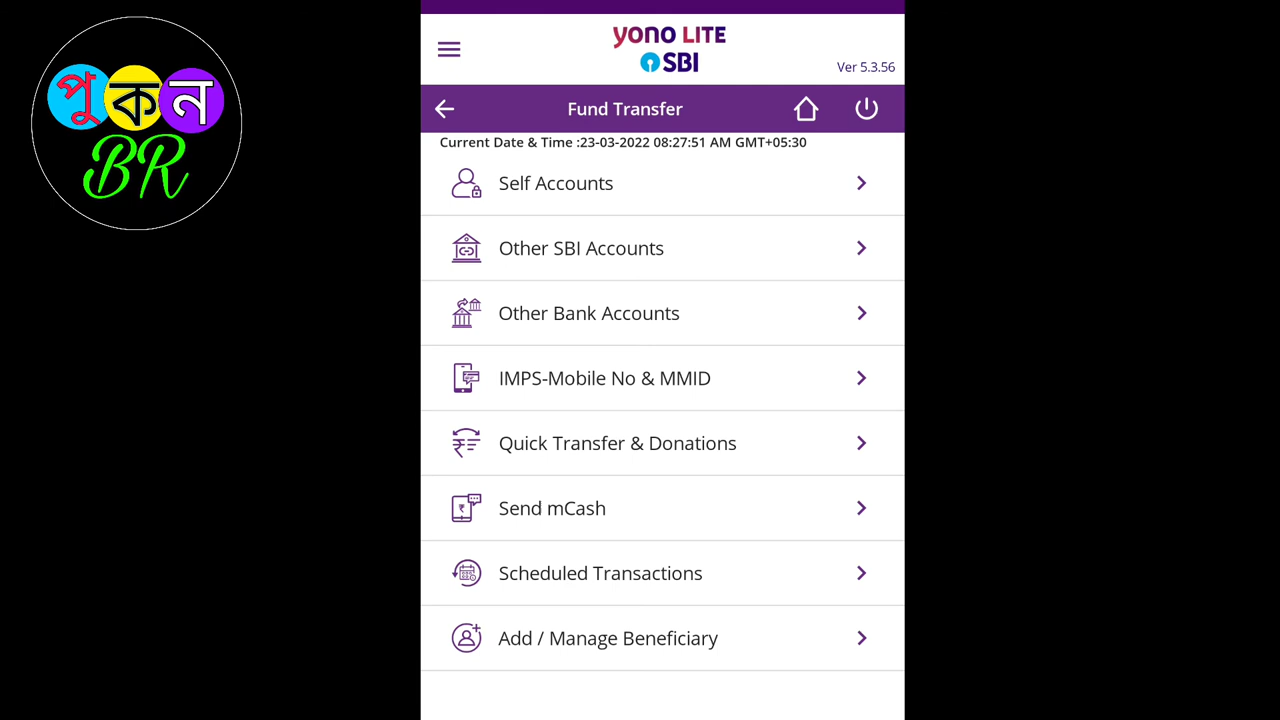 পুকন
BR
yono LITE
SBI
Ver 5.3.56
Fund Transfer
Current Date & Time :23-03-2022 08:27:51 AM GMT+05:30
Self Accounts
Other SBI Accounts
Other Bank Accounts
IMPS-Mobile No & MMID
Quick Transfer & Donations
Send mCash
Scheduled Transactions
Add / Manage Beneficiary